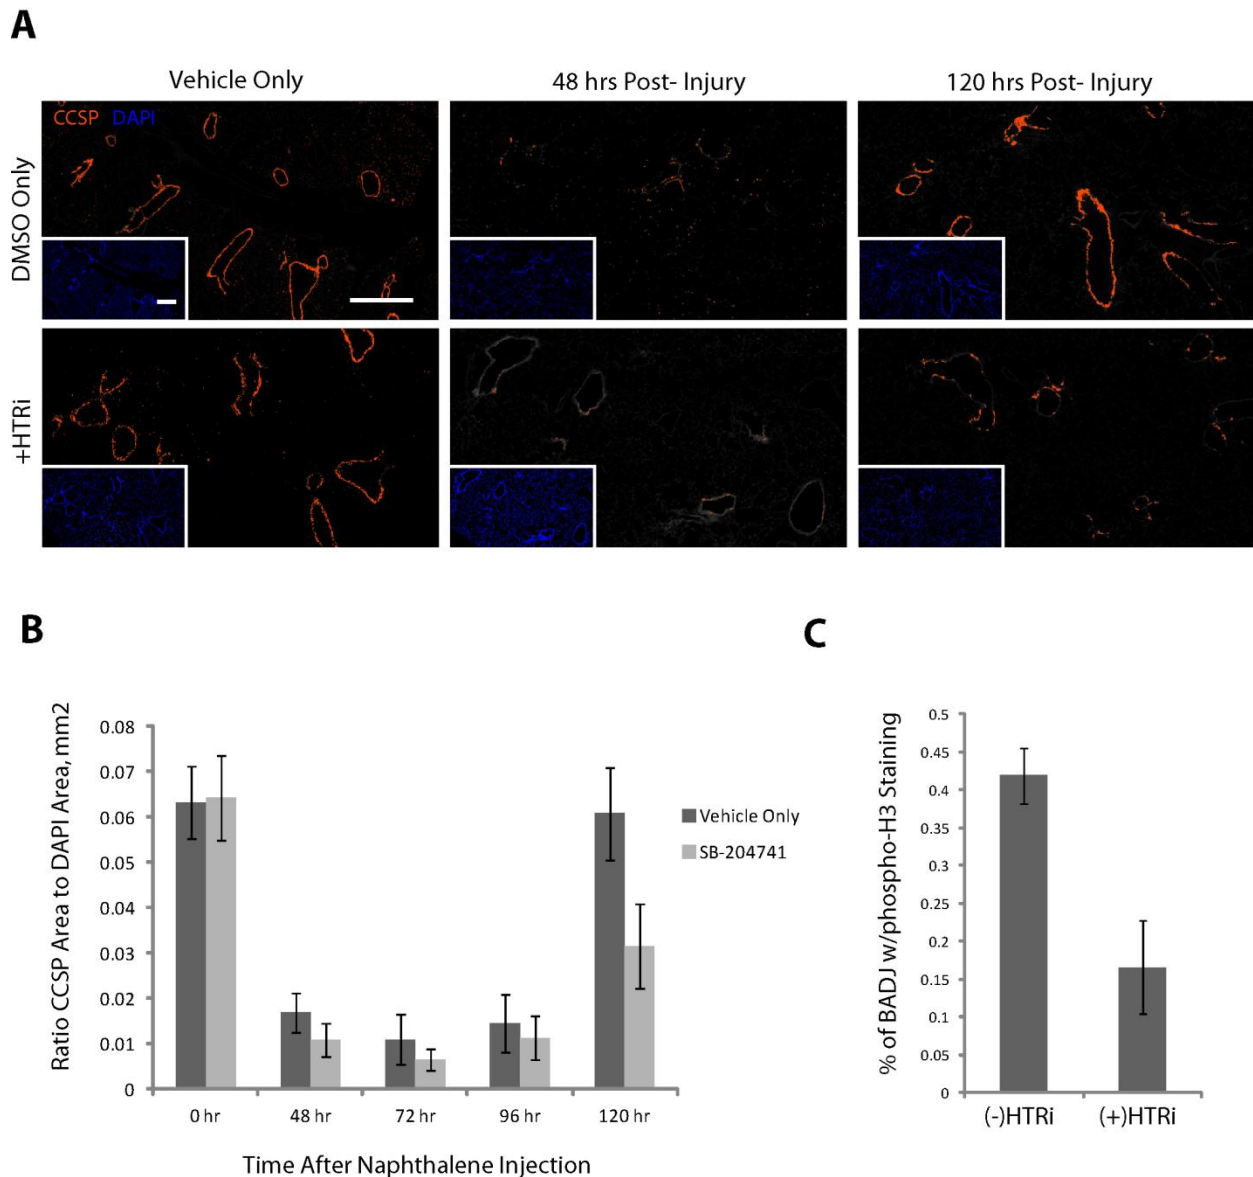 A
Vehicle Only
48 hrs Post- Injury
120 hrs Post- Injury
DMSO Only
CCSP DAPI
+HTRi
B
Ratio CCSP Area to DAPI Area, mm2
0.08
0.07
0.06
0.05
0.04
0.03
0.02
0.01
0
0 hr
48 hr
72 hr
96 hr
120 hr
Time After Naphthalene Injection
Vehicle Only
SB-204741
C
% of BADJ w/phospho-H3 Staining
0.5
0.45
0.4
0.35
0.3
0.25
0.2
0.15
0.1
0.05
0
(-)HTRi
(+)HTRi